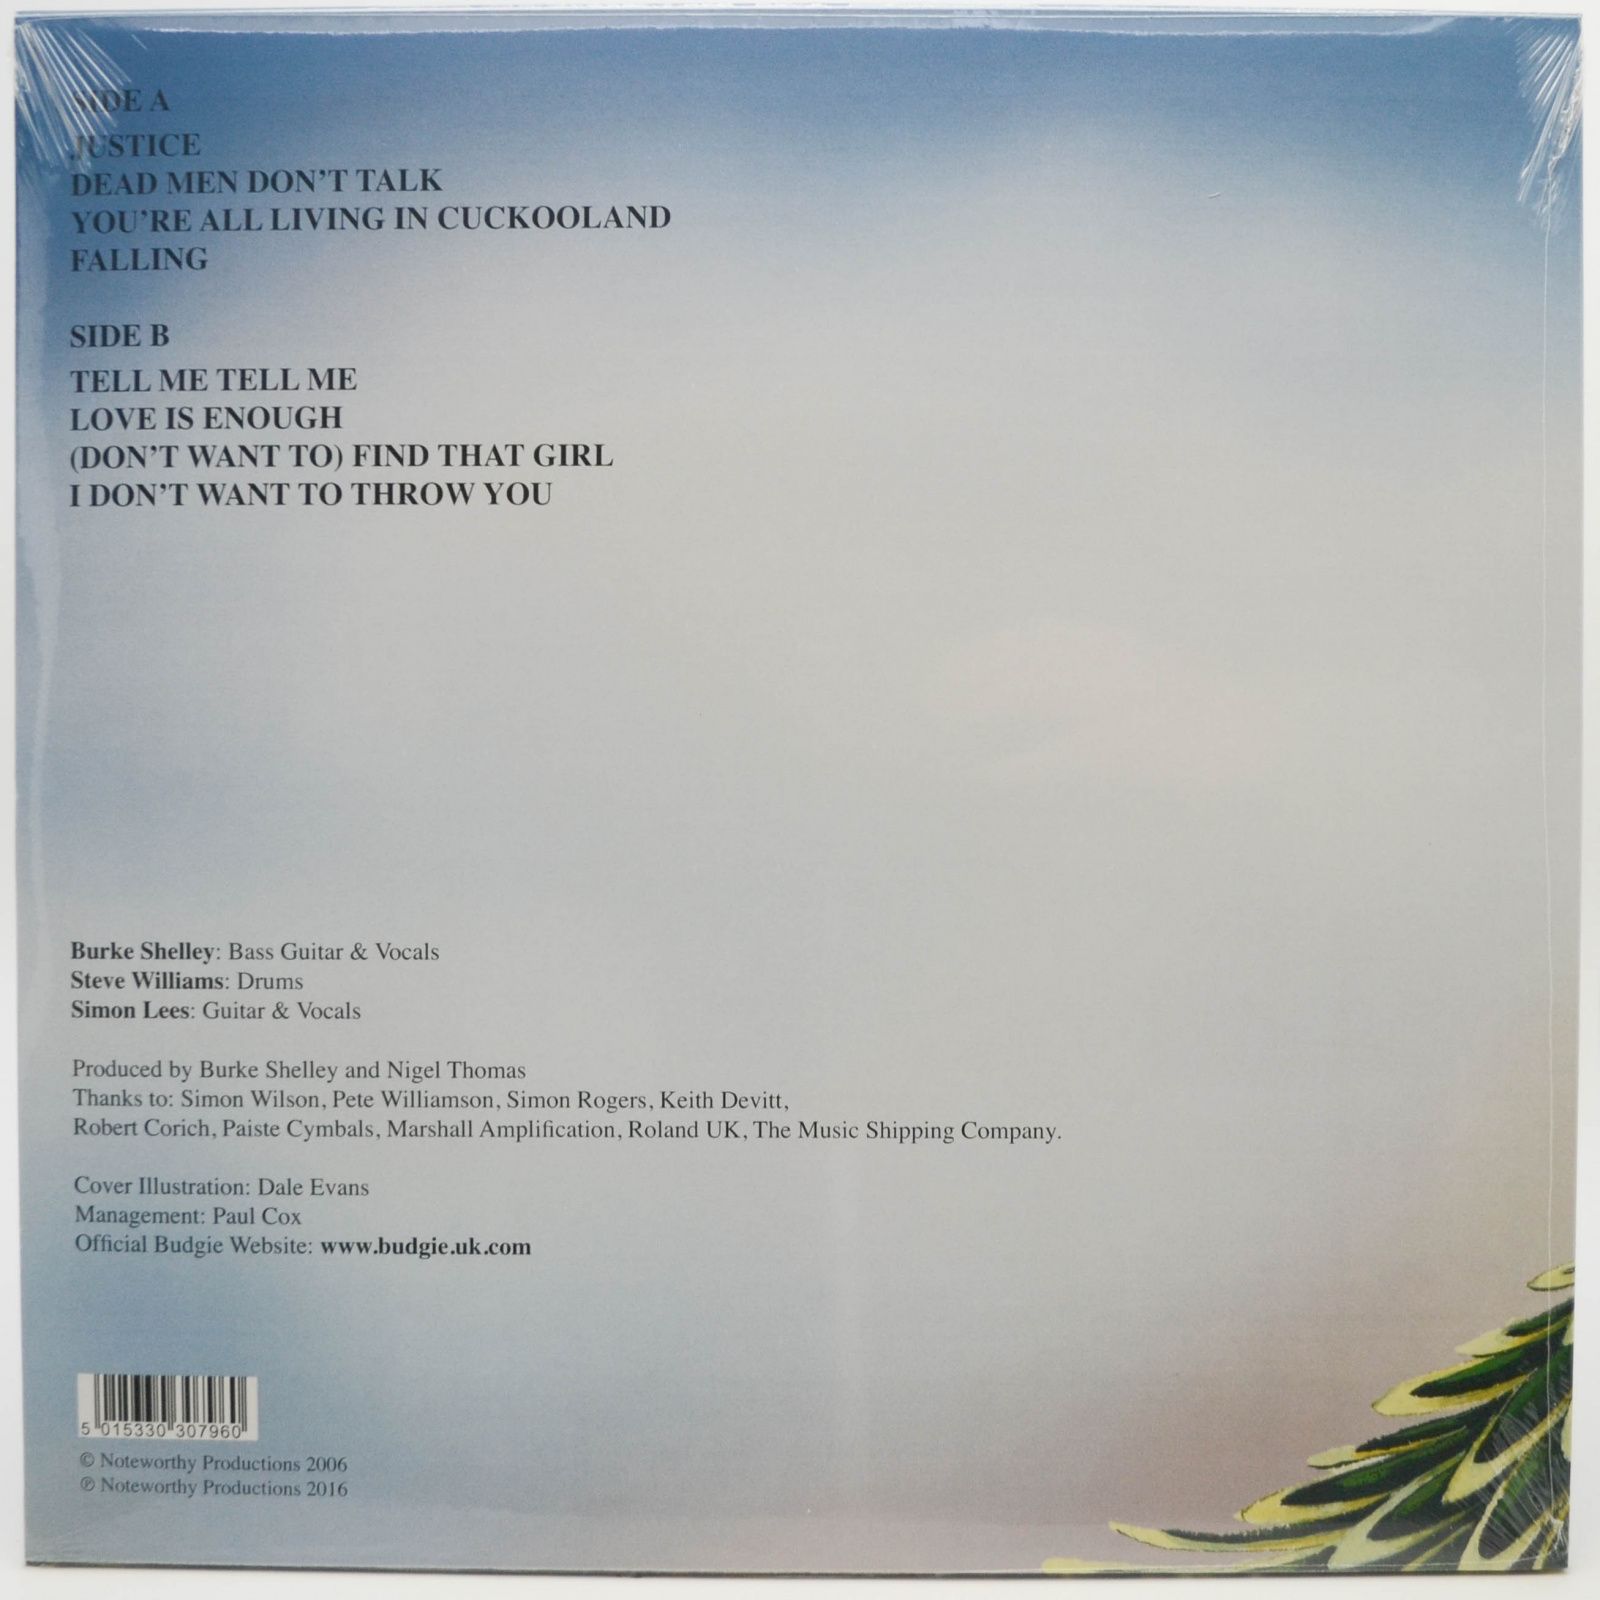 SIDE A
JUSTICE
DEAD MEN DON'T TALK
YOU'RE ALL LIVING IN CUCKOOLAND
FALLING
SIDE B
TELL ME TELL ME
LOVE IS ENOUGH
(DON'T WANT TO) FIND THAT GIRL
I DON'T WANT TO THROW YOU
Burke Shelley: Bass Guitar & Vocals
Steve Williams: Drums
Simon Lees: Guitar & Vocals
Produced by Burke Shelley and Nigel Thomas
Thanks to: Simon Wilson, Pete Williamson, Simon Rogers, Keith Devitt,
Robert Corich, Paiste Cymbals, Marshall Amplification, Roland UK, The Music Shipping Company.
Cover Illustration: Dale Evans
Management: Paul Cox
Official Budgie Website: www.budgie.uk.com
5 015330 307960
© Noteworthy Productions 2006
℗ Noteworthy Productions 2016